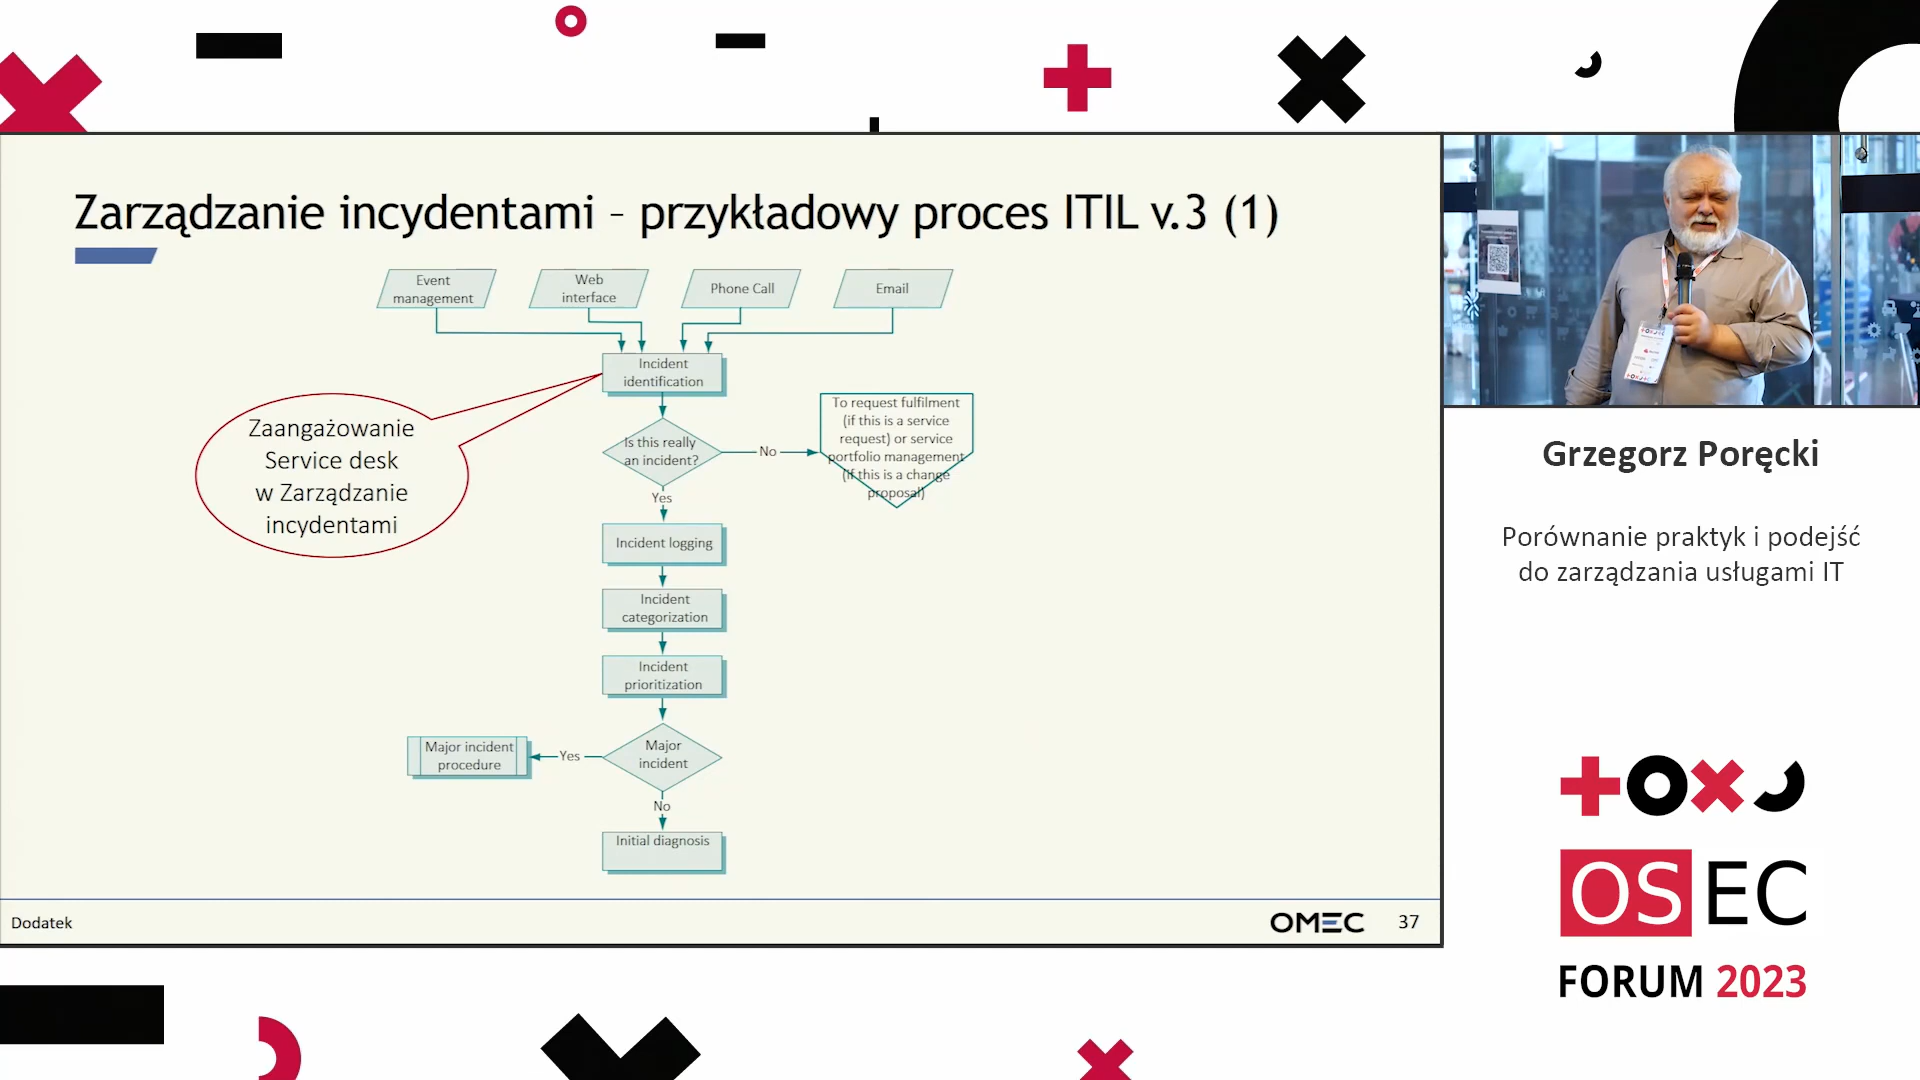 Zarządzanie incydentami - przykładowy proces ITIL v.3 (1)
Event
management
Web
interface
Phone Call
Email
Incident
identification
Zaangażowanie
Service desk
w Zarządzanie
incydentami
Is this really
an incident?
No
To request fulfilment
(if this is a service
request) or service
portfolio management
(if this is a change
proposal)
Yes
Incident logging
Incident
categorization
Incident
prioritization
Major incident
procedure
Yes
Major
incident
No
Initial diagnosis
Dodatek
OMEC
37
Grzegorz Poręcki
Porównanie praktyk i podejść
do zarządzania usługami IT
OSEC
FORUM 2023